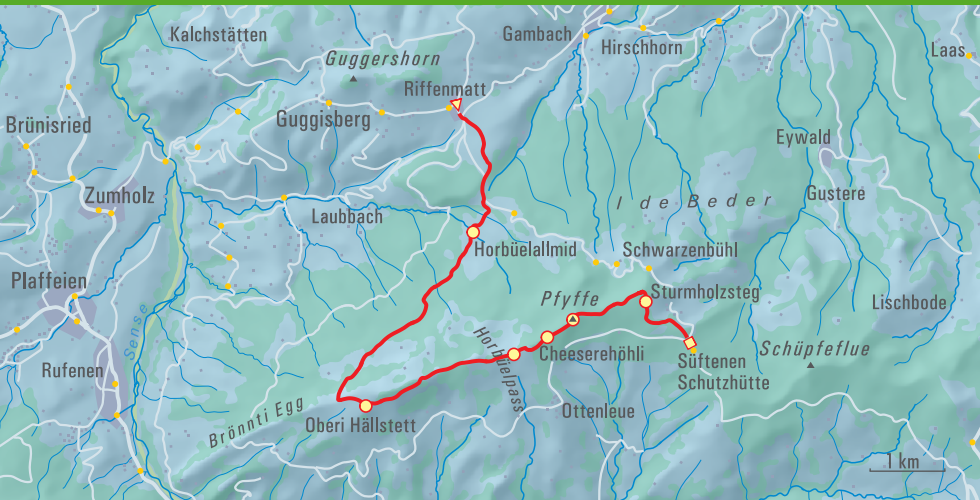 Kalchstätten
Gambach
Hirschhorn
Laas
Guggershorn
Riffenmatt
Guggisberg
Brünisried
Eywald
Zumholz
Gustere
I de Beder
Laubbach
Horbüelallmid
Schwarzenbühl
Plaffeien
Sturmholzsteg
Pfyffe
Lischbode
Sense
Horbüelpass
Cheeserehöhli
Schüpfeflue
Süftenen
Schutzhütte
Rufenen
Brönnti Egg
Ottenleue
Oberi Hällstett
1 km